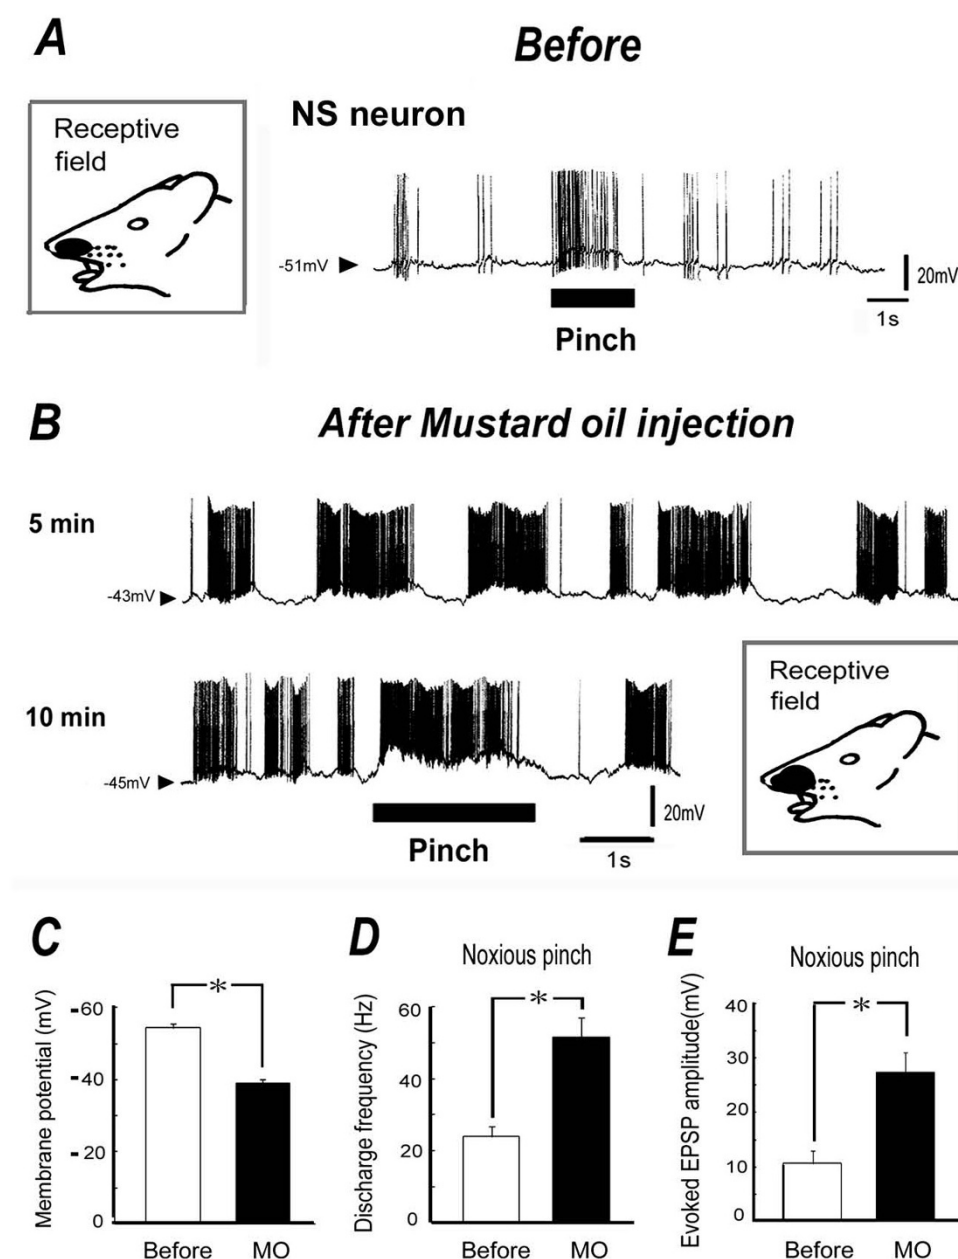 A
Before
Receptive
field
NS neuron
-51mV
20mV
1s
Pinch
B
After Mustard oil injection
5 min
-43mV
10 min
-45mV
20mV
1s
Pinch
Receptive
field
C
Membrane potential (mV)
-60
-40
-20
0
*
Before
MO
D
Noxious pinch
Discharge frequency (Hz)
60
40
20
0
*
Before
MO
E
Noxious pinch
Evoked EPSP amplitude(mV)
40
30
20
10
0
*
Before
MO